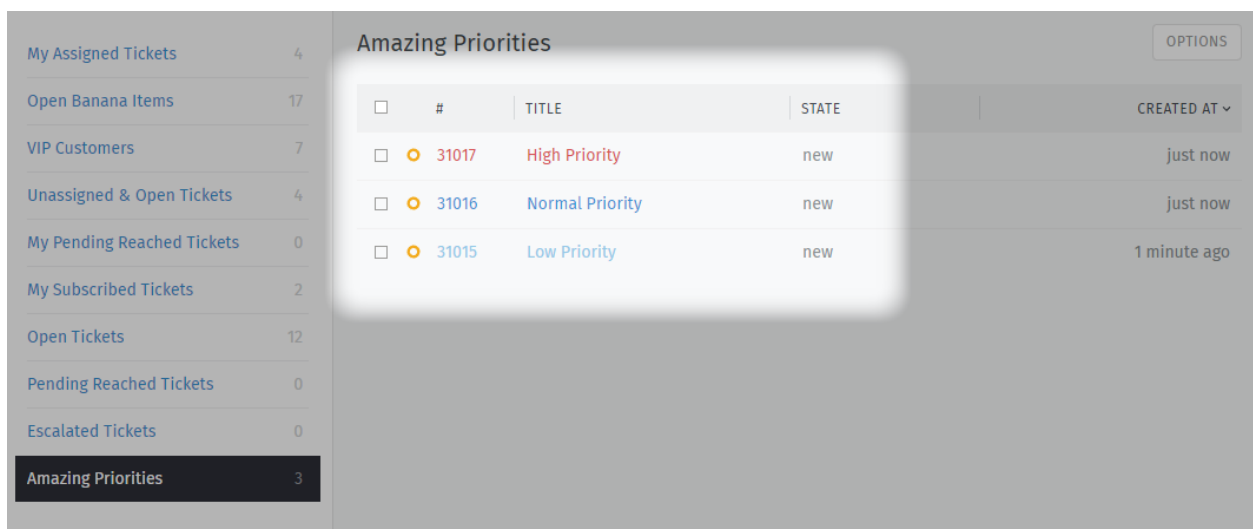 My Assigned Tickets 4
Open Banana Items 17
VIP Customers 7
Unassigned & Open Tickets 4
My Pending Reached Tickets 0
My Subscribed Tickets 2
Open Tickets 12
Pending Reached Tickets 0
Escalated Tickets 0
Amazing Priorities 3
Amazing Priorities OPTIONS
# TITLE STATE CREATED AT
31017 High Priority new just now
31016 Normal Priority new just now
31015 Low Priority new 1 minute ago